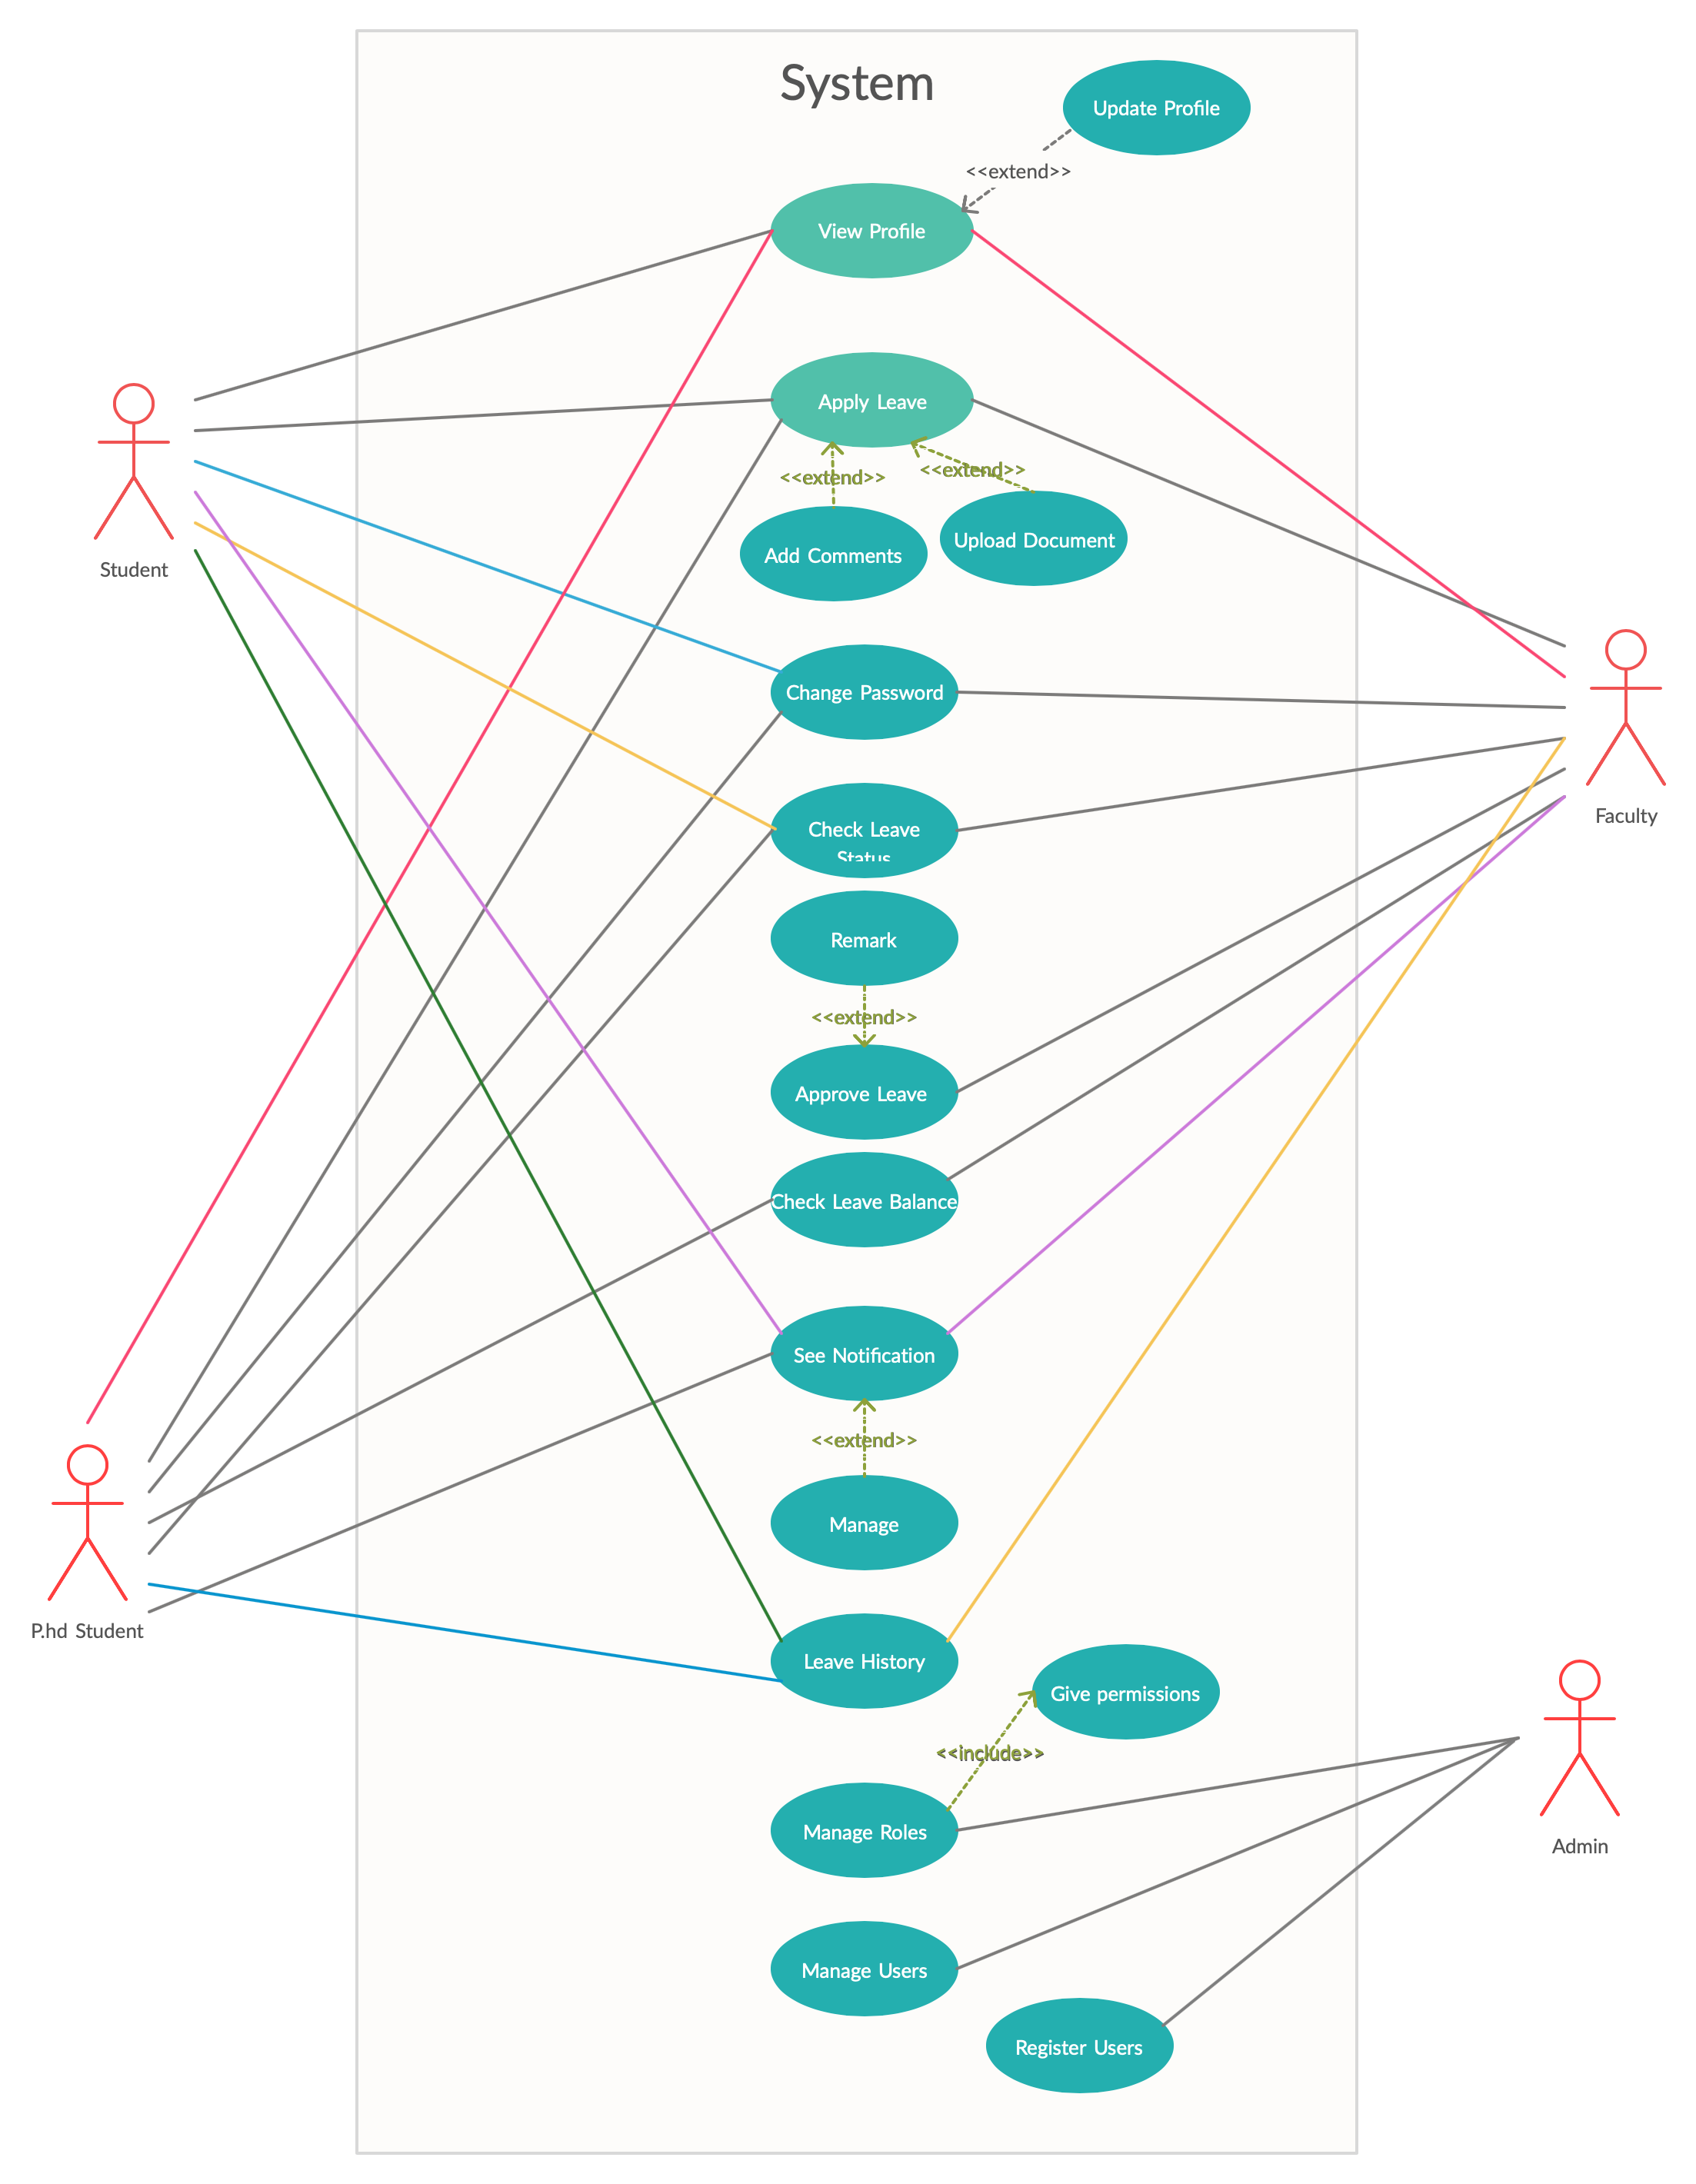 System
Update Profile
<<extend>>
View Profile
Apply Leave
<<extend>>
<<extend>>
Add Comments
Upload Document
Student
Change Password
Check Leave
Status
Faculty
Remark
<<extend>>
Approve Leave
Check Leave Balance
See Notification
<<extend>>
Manage
P.hd Student
Leave History
Give permissions
<<include>>
Manage Roles
Admin
Manage Users
Register Users